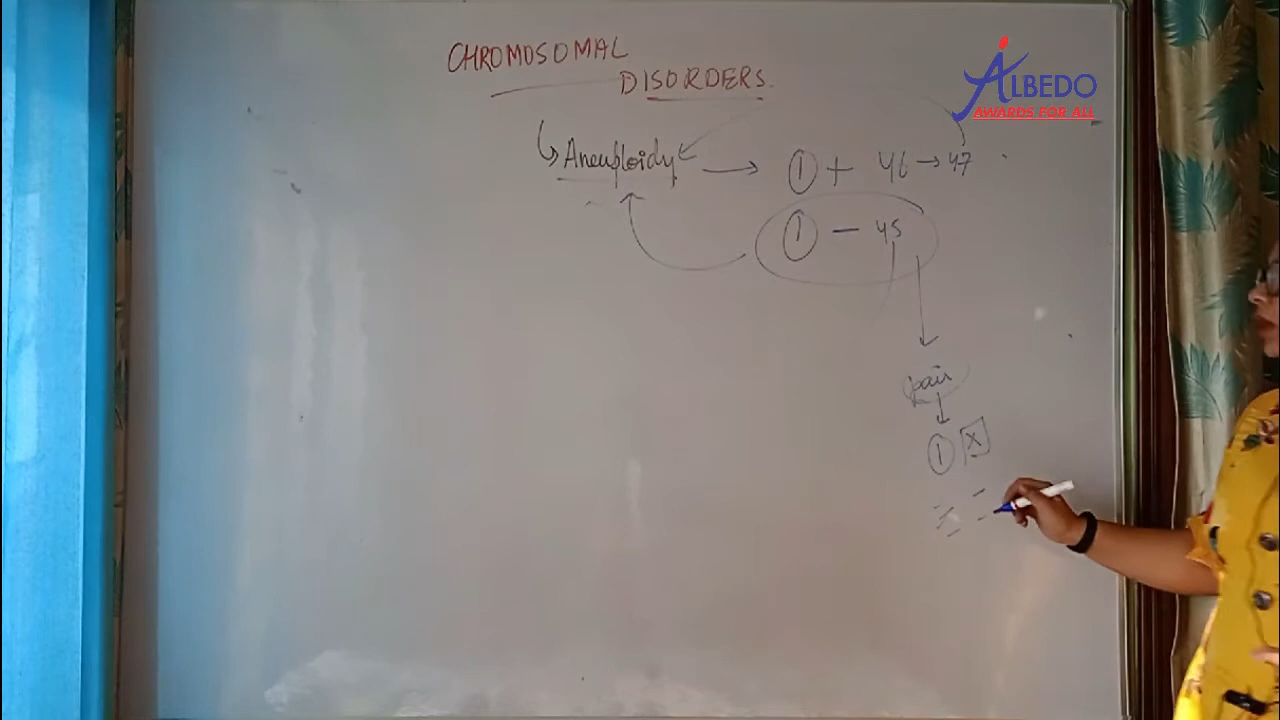 CHROMOSOMAL
DISORDERS.
ALBEDO
AWARDS FOR ALL
↳ Aneuploidy → ① + 46 → 47
① − 45
pair
① X